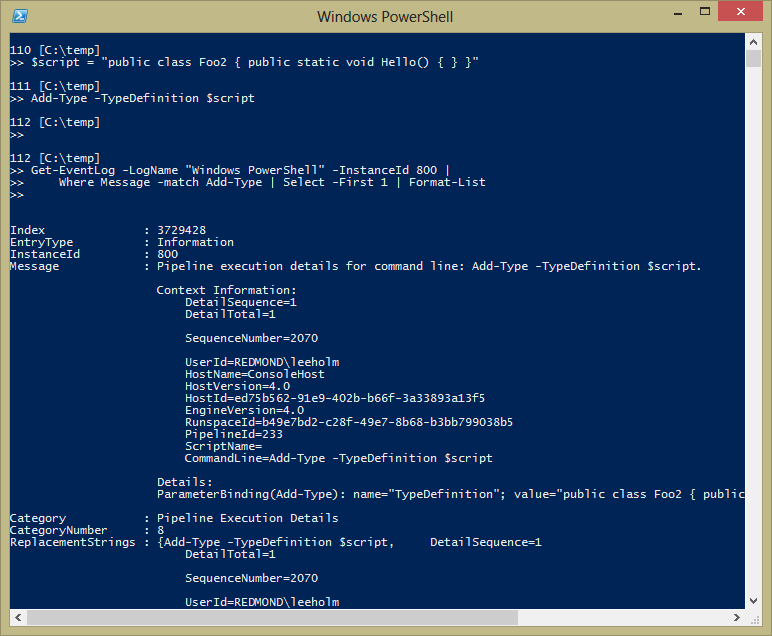 Windows PowerShell
110 [C:\temp]
>> $script = "public class Foo2 { public static void Hello() { } }"
111 [C:\temp]
>> Add-Type -TypeDefinition $script
112 [C:\temp]
>>
112 [C:\temp]
>> Get-EventLog -LogName "Windows PowerShell" -InstanceId 800 |
>>     Where Message -match Add-Type | Select -First 1 | Format-List
>>
Index              : 3729428
EntryType          : Information
InstanceId         : 800
Message            : Pipeline execution details for command line: Add-Type -TypeDefinition $script.
Context Information:
DetailSequence=1
DetailTotal=1
SequenceNumber=2070
UserId=REDMOND\leeholm
HostName=ConsoleHost
HostVersion=4.0
HostId=ed75b562-91e9-402b-b66f-3a33893a13f5
EngineVersion=4.0
RunspaceId=b49e7bd2-c28f-49e7-8b68-b3bb799038b5
PipelineId=233
ScriptName=
CommandLine=Add-Type -TypeDefinition $script
Details:
ParameterBinding(Add-Type): name="TypeDefinition"; value="public class Foo2 { public
Category           : Pipeline Execution Details
CategoryNumber     : 8
ReplacementStrings : {Add-Type -TypeDefinition $script,     DetailSequence=1
DetailTotal=1
SequenceNumber=2070
UserId=REDMOND\leeholm